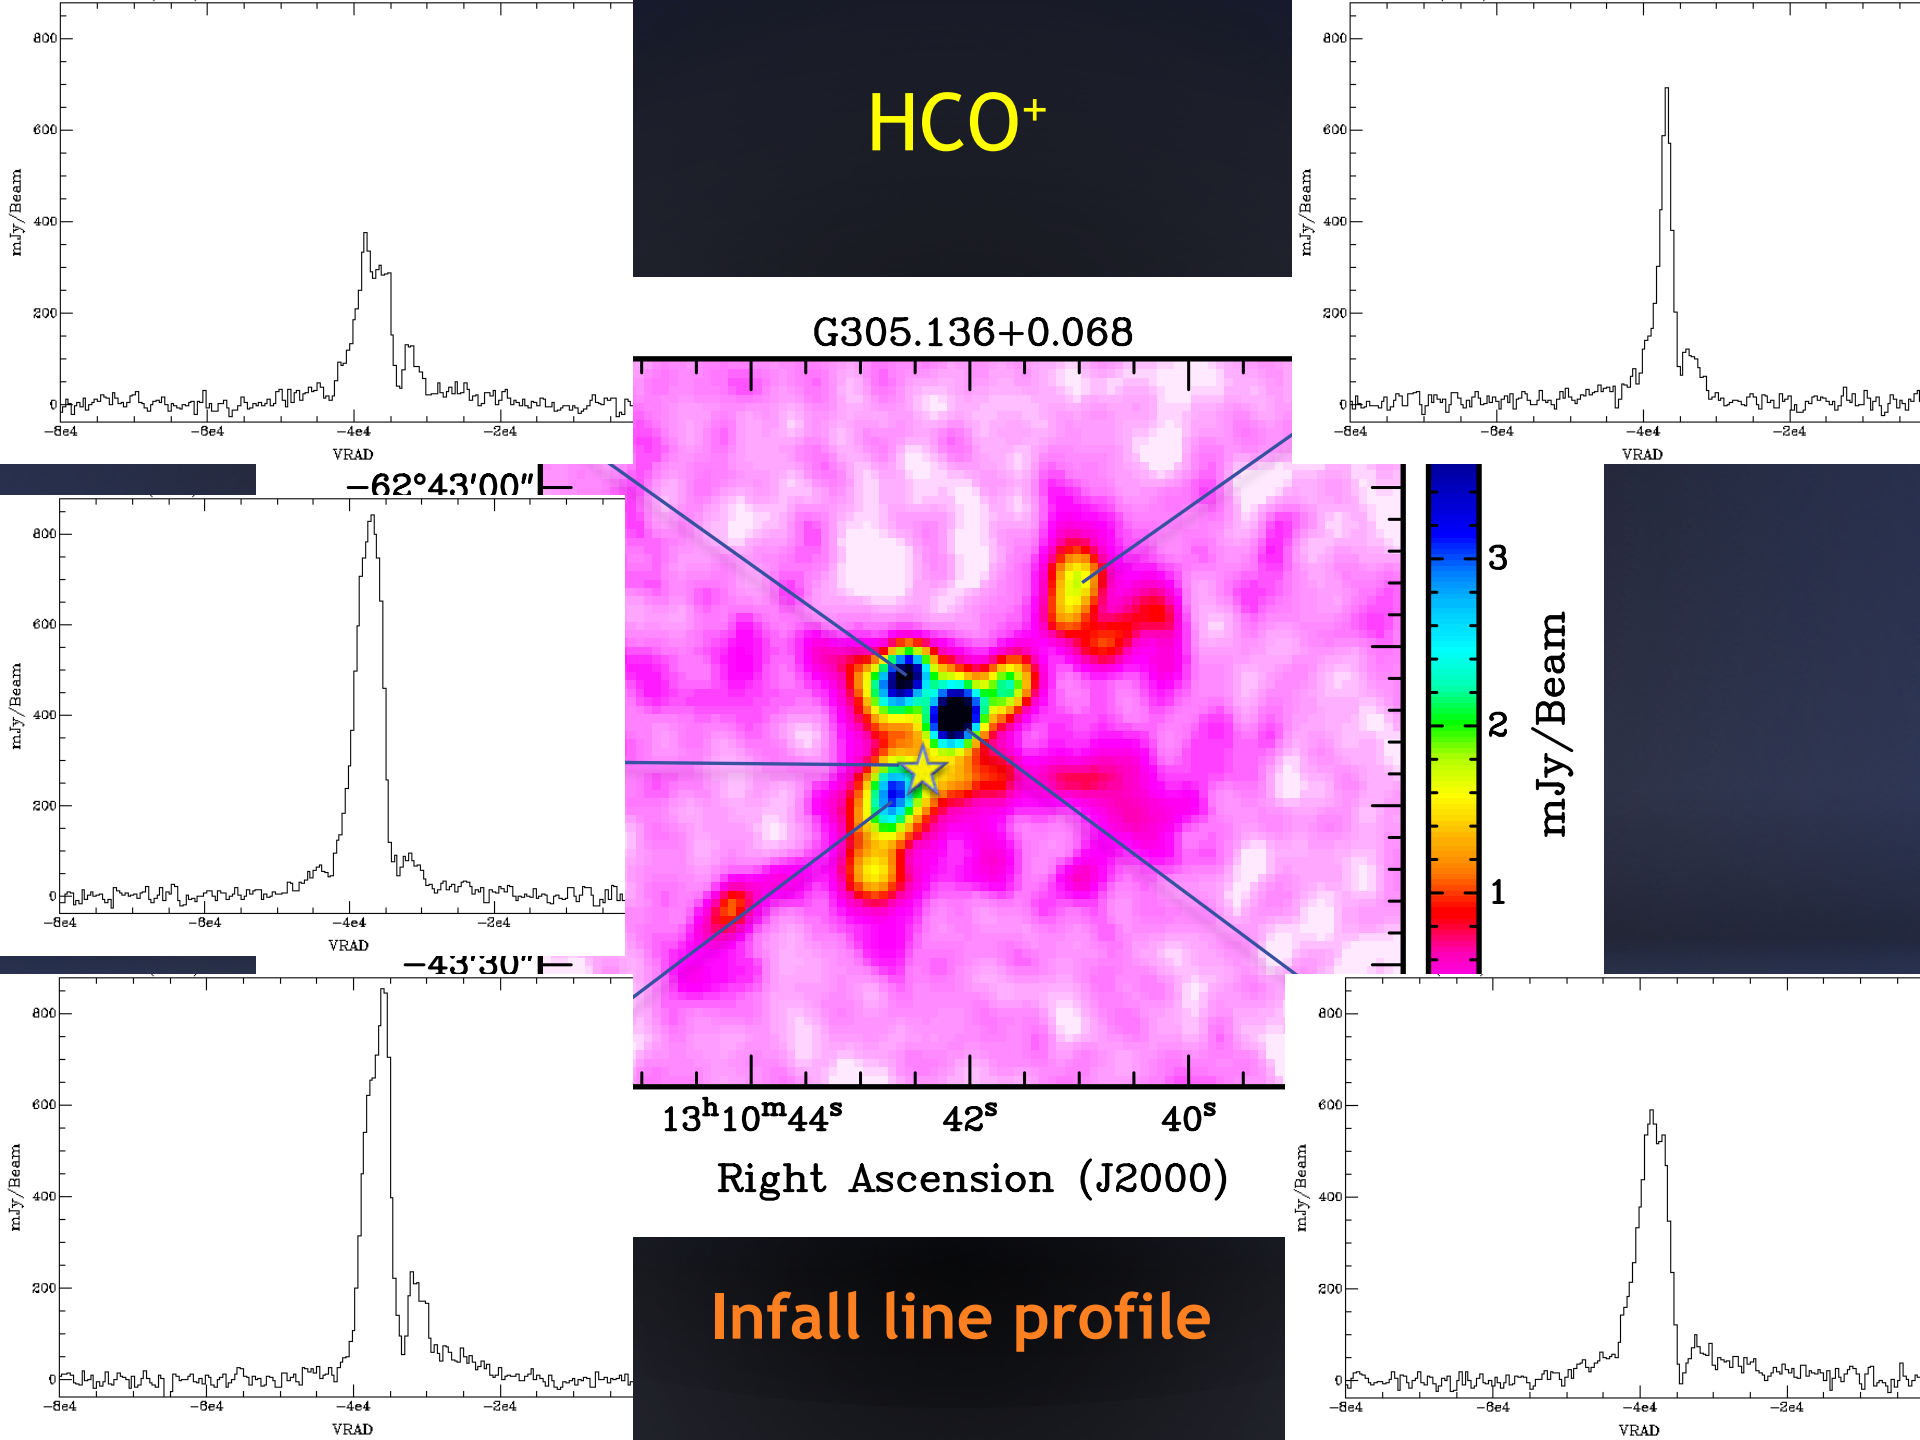 HCO⁺
800
600
400
200
0
mJy/Beam
-8e4 -6e4 -4e4 -2e4
VRAD
800
600
400
200
0
mJy/Beam
-8e4 -6e4 -4e4 -2e4
VRAD
G305.136+0.068
−62°43′00″
800
600
400
200
0
mJy/Beam
-8e4 -6e4 -4e4 -2e4
VRAD
3
2
1
mJy/Beam
−43′30″
800
600
400
200
0
mJy/Beam
-8e4 -6e4 -4e4 -2e4
VRAD
13ʰ10ᵐ44ˢ 42ˢ 40ˢ
Right Ascension (J2000)
800
600
400
200
0
mJy/Beam
-8e4 -6e4 -4e4 -2e4
VRAD
Infall line profile